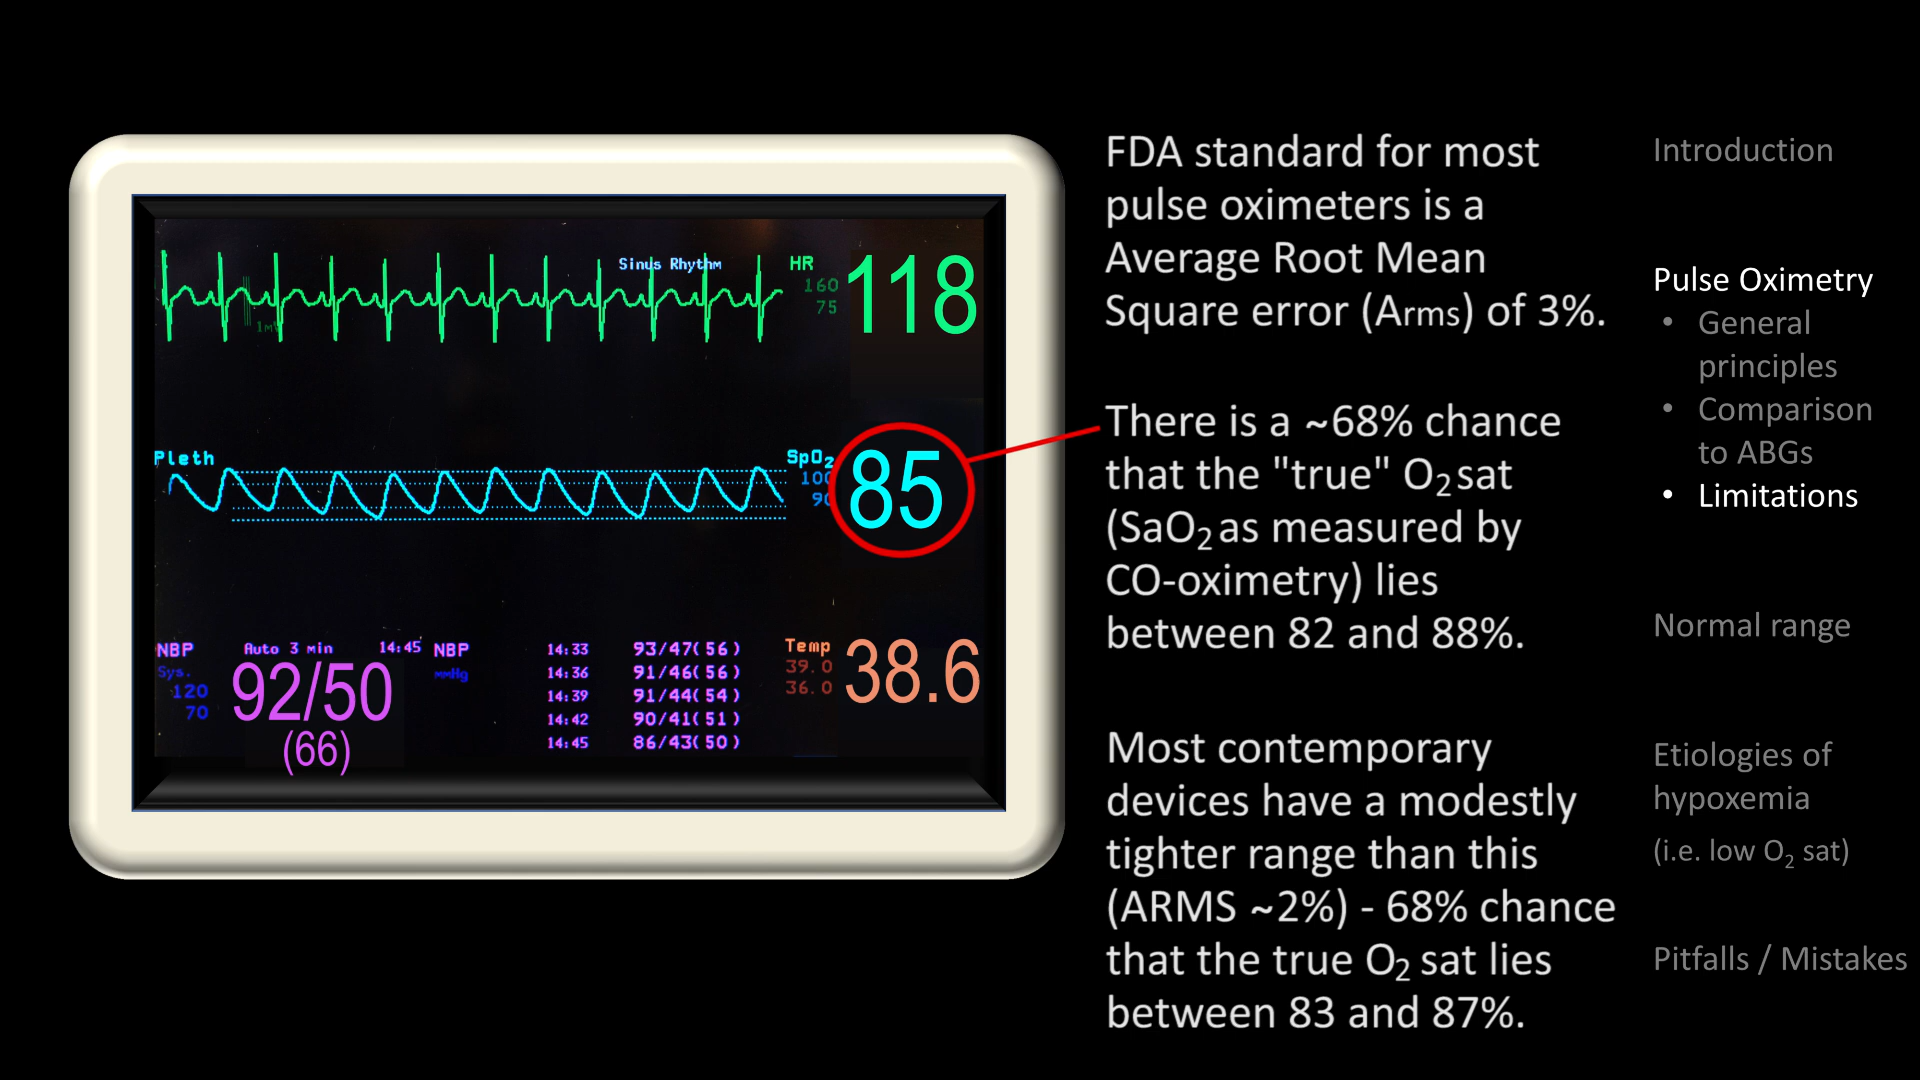 Sinus Rhythm
HR
160
75
118
1mV
Pleth
SpO₂
100
90
85
NBP
Auto 3 min
14:45
Sys.
120
70
92/50
(66)
NBP
mmHg
14:33 93/47(56)
14:36 91/46(56)
14:39 91/44(54)
14:42 90/41(51)
14:45 86/43(50)
Temp
39.0
36.0
38.6
FDA standard for most
pulse oximeters is a
Average Root Mean
Square error (Arms) of 3%.
There is a ~68% chance
that the "true" O₂ sat
(SaO₂ as measured by
CO-oximetry) lies
between 82 and 88%.
Most contemporary
devices have a modestly
tighter range than this
(ARMS ~2%) - 68% chance
that the true O₂ sat lies
between 83 and 87%.
Introduction
Pulse Oximetry
• General
principles
• Comparison
to ABGs
• Limitations
Normal range
Etiologies of
hypoxemia
(i.e. low O₂ sat)
Pitfalls / Mistakes